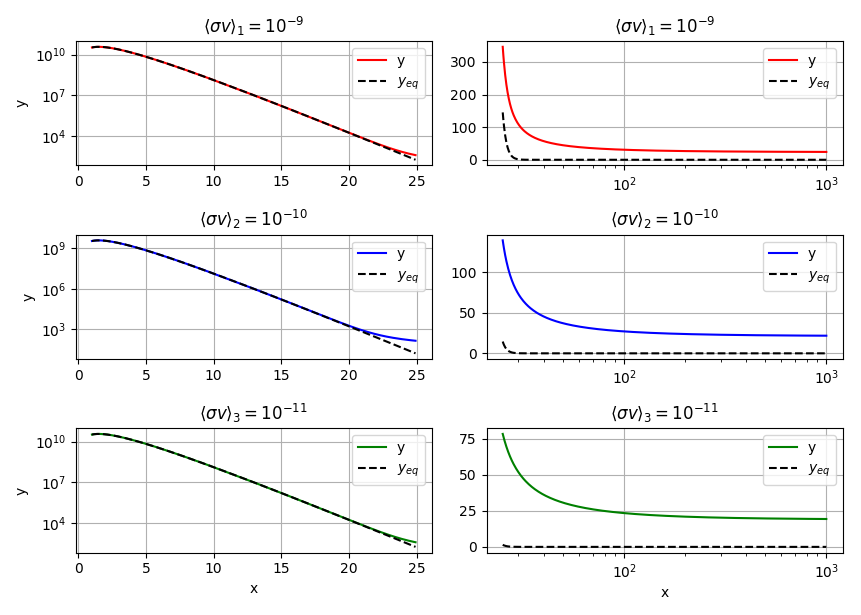 ⟨σv⟩₁ = 10⁻⁹
y
10¹⁰
10⁷
10⁴
0 5 10 15 20 25
y
y_eq
⟨σv⟩₁ = 10⁻⁹
300
200
100
0
10² 10³
y
y_eq
⟨σv⟩₂ = 10⁻¹⁰
y
10⁹
10⁶
10³
0 5 10 15 20 25
y
y_eq
⟨σv⟩₂ = 10⁻¹⁰
100
50
0
10² 10³
y
y_eq
⟨σv⟩₃ = 10⁻¹¹
y
10¹⁰
10⁷
10⁴
0 5 10 15 20 25
x
y
y_eq
⟨σv⟩₃ = 10⁻¹¹
75
50
25
0
10² 10³
x
y
y_eq